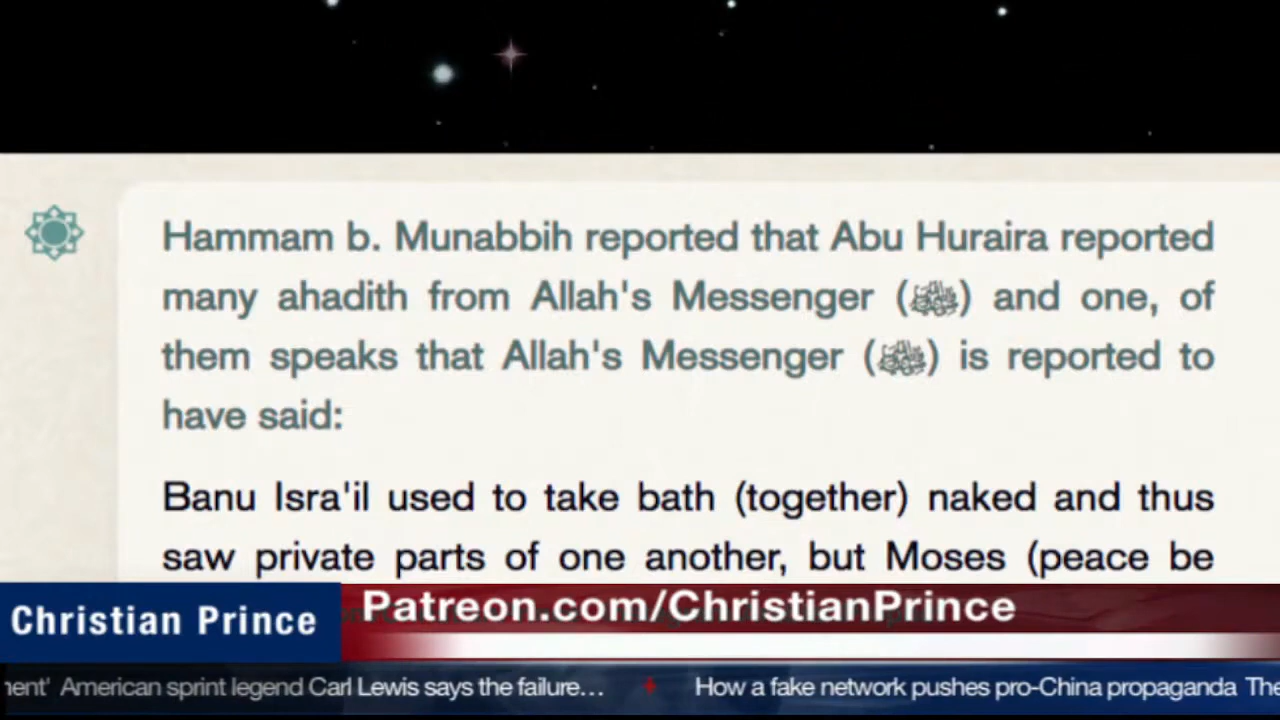 Hammam b. Munabbih reported that Abu Huraira reported
many ahadith from Allah's Messenger (ﷺ) and one, of
them speaks that Allah's Messenger (ﷺ) is reported to
have said:
Banu Isra'il used to take bath (together) naked and thus
saw private parts of one another, but Moses (peace be
Christian Prince
Patreon.com/ChristianPrince
nent' American sprint legend Carl Lewis says the failure... How a fake network pushes pro-China propaganda The